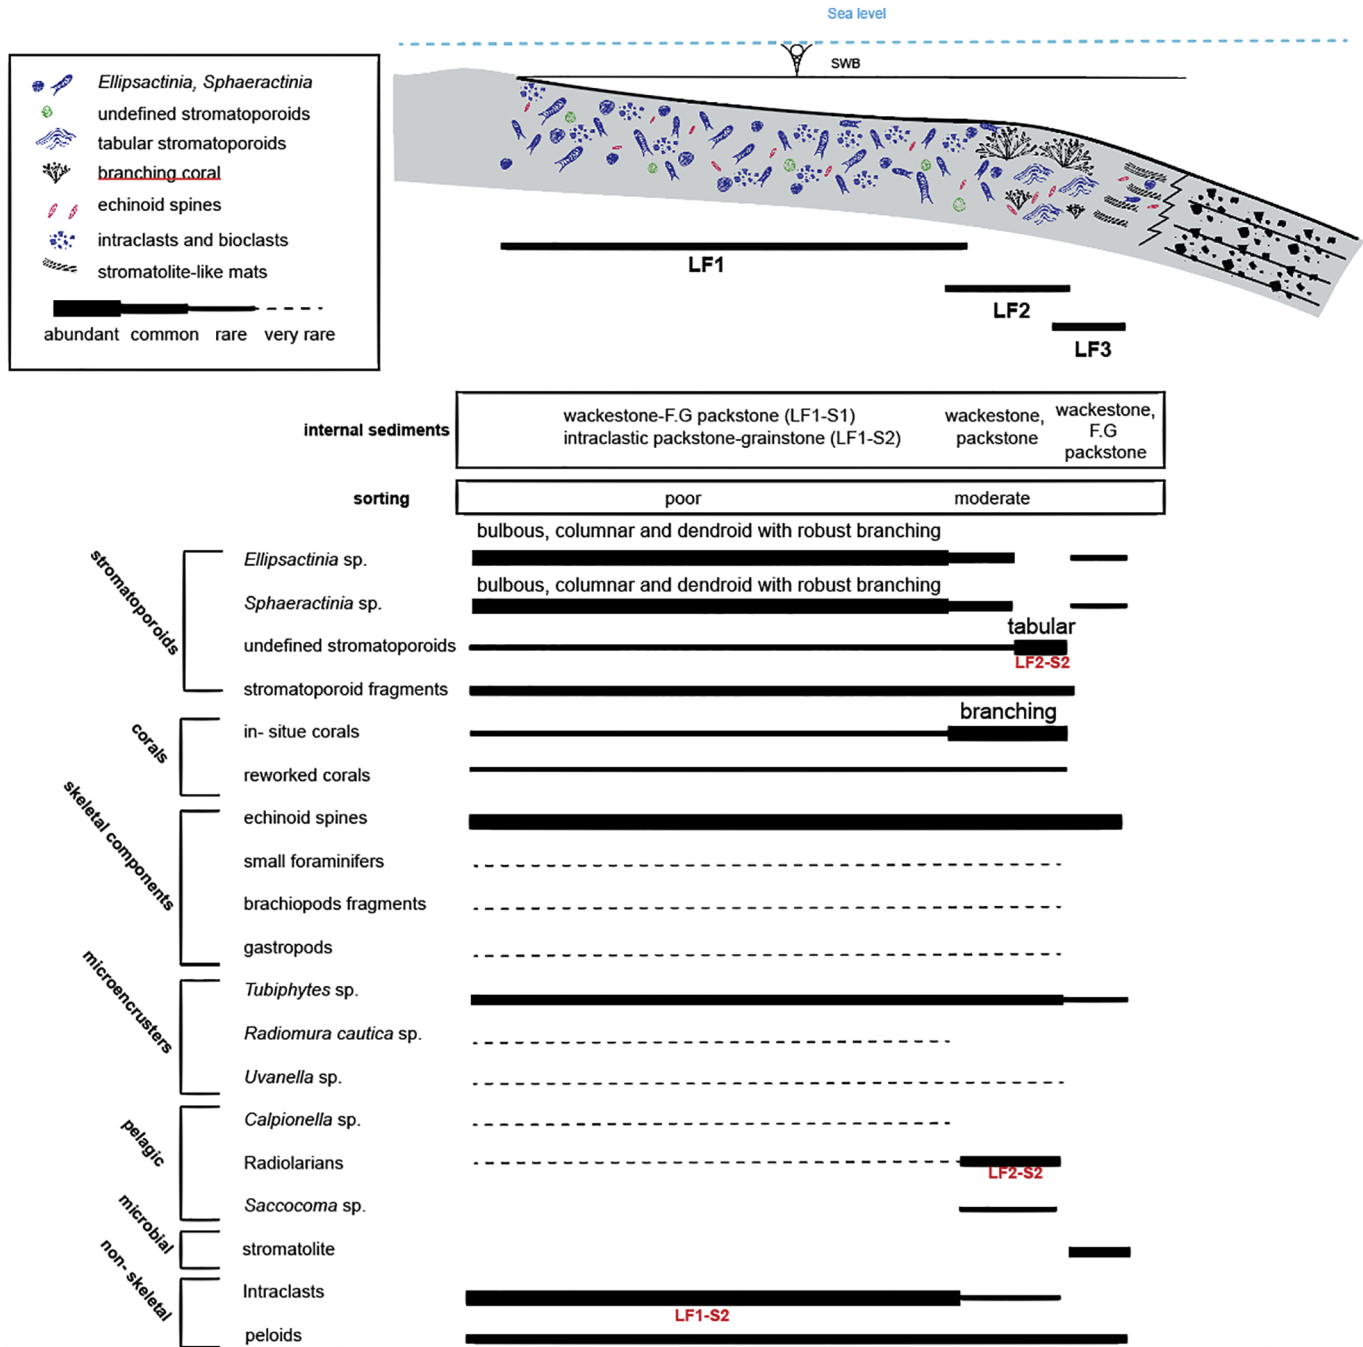 Sea level
SWB
Ellipsactinia, Sphaeractinia
undefined stromatoporoids
tabular stromatoporoids
branching coral
echinoid spines
intraclasts and bioclasts
stromatolite-like mats
abundant common rare very rare
LF1
LF2
LF3
internal sediments
wackestone-F.G packstone (LF1-S1)
intraclastic packstone-grainstone (LF1-S2)
wackestone,
packstone
wackestone,
F.G
packstone
sorting
poor
moderate
stromatoporoids
bulbous, columnar and dendroid with robust branching
Ellipsactinia sp.
bulbous, columnar and dendroid with robust branching
Sphaeractinia sp.
tabular
undefined stromatoporoids
LF2-S2
stromatoporoid fragments
corals
branching
in- situe corals
reworked corals
skeletal components
echinoid spines
small foraminifers
brachiopods fragments
gastropods
microencrusters
Tubiphytes sp.
Radiomura cautica sp.
Uvanella sp.
pelagic
Calpionella sp.
Radiolarians
LF2-S2
Saccocoma sp.
microbial
stromatolite
non- skeletal
Intraclasts
LF1-S2
peloids